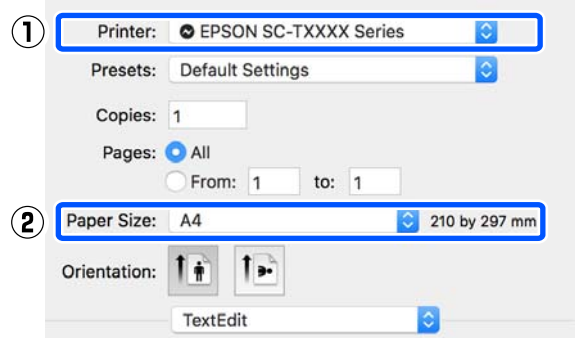 ① Printer: EPSON SC-TXXXX Series
Presets: Default Settings
Copies: 1
Pages: All
From: 1 to: 1
② Paper Size: A4 210 by 297 mm
Orientation:
TextEdit